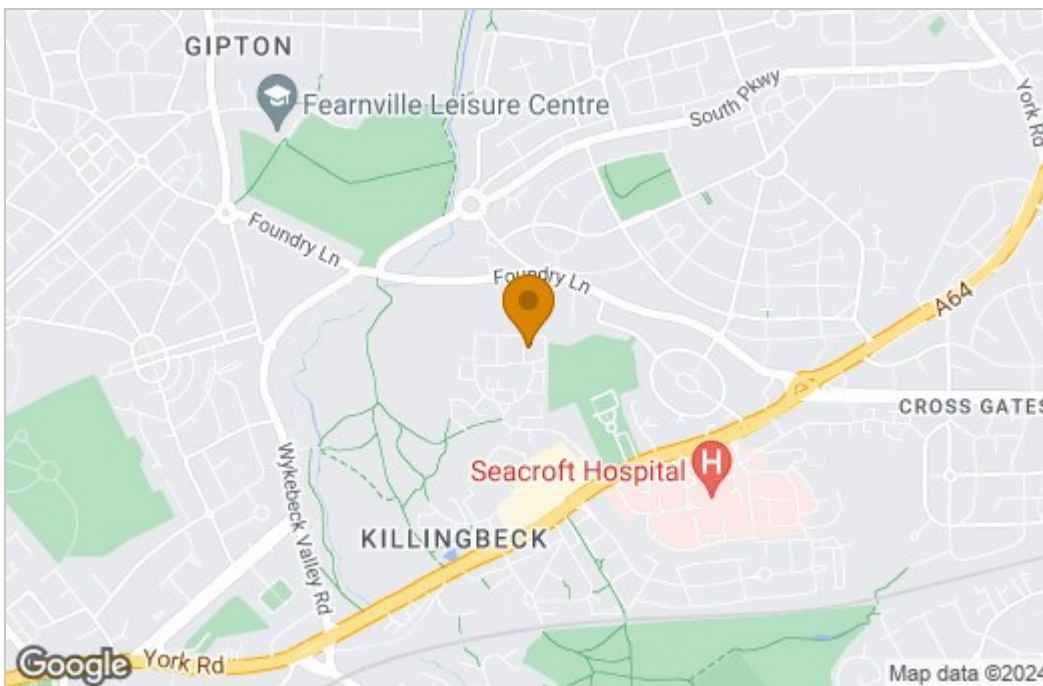 GIPTON
Fearnville Leisure Centre
South Pkwy
York Rd
Foundry Ln
Foundry Ln
A64
CROSS GATES
Wykebeck Valley Rd
Seacroft Hospital
H
KILLINGBECK
York Rd
Google
Map data ©2024